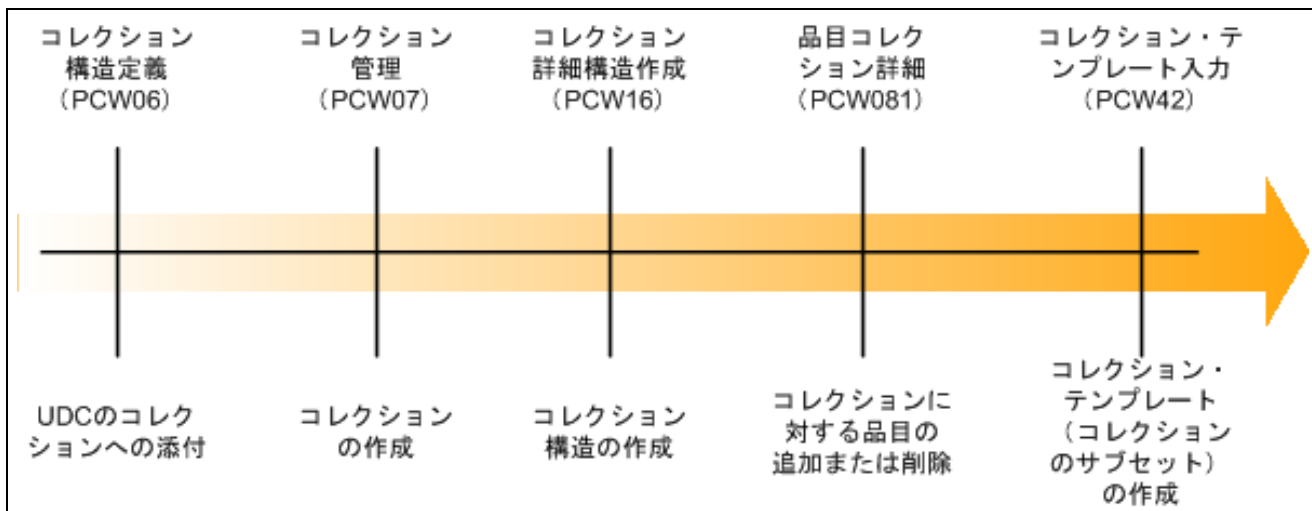 コレクション
構造定義
（PCW06）
コレクション
管理
（PCW07）
コレクション
詳細構造作成
（PCW16）
品目コレク
ション詳細
（PCW081）
コレクション・テ
ンプレート入力
（PCW42）
UDCのコレク
ションへの添付
コレクション
の作成
コレクション
構造の作成
コレクションに
対する品目の
追加または削除
コレクション・
テンプレート
（コレクション
のサブセット）
の作成